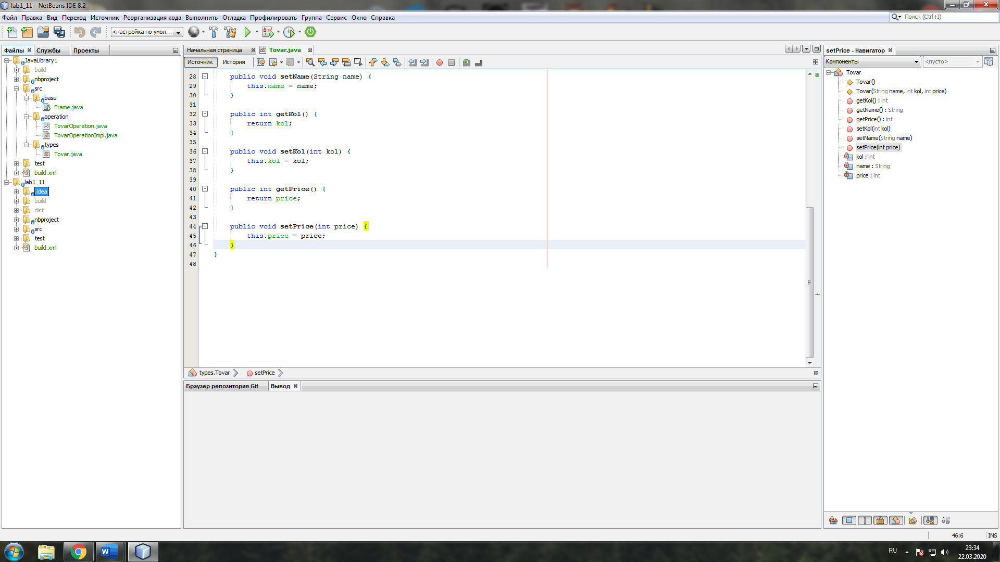 lab1_11 - NetBeans IDE 8.2
Файл Правка Вид Переход Источник Реорганизация кода Выполнить Отладка Профилировать Группа Сервис Окно Справка
Поиск (Ctrl+I)
<настройка по умол...
Файлы Службы Проекты
JavaLibrary1
build
nbproject
src
base
Frame.java
operation
TovarOperation.java
TovarOperationImpl.java
types
Tovar.java
test
build.xml
lab1_11
.idea
build
dist
nbproject
src
test
build.xml
Начальная страница Tovar.java
Источник История
28 public void setName(String name) {
29 this.name = name;
30 }
31
32 public int getKol() {
33 return kol;
34 }
35
36 public void setKol(int kol) {
37 this.kol = kol;
38 }
39
40 public int getPrice() {
41 return price;
42 }
43
44 public void setPrice(int price) {
45 this.price = price;
46 }
47 }
48
types.Tovar setPrice
Браузер репозитория Git Вывод
setPrice - Навигатор
Компоненты <пусто>
Tovar
Tovar()
Tovar(String name, int kol, int price)
getKol() : int
getName() : String
getPrice() : int
setKol(int kol)
setName(String name)
setPrice(int price)
kol : int
name : String
price : int
46:6 INS
RU
23:34
22.03.2020